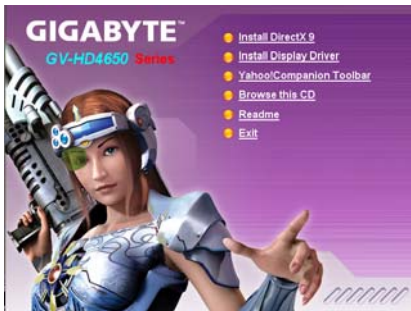 GIGABYTE™
GV-HD4650 Series
Install DirectX 9
Install Display Driver
Yahoo!Companion Toolbar
Browse this CD
Readme
Exit